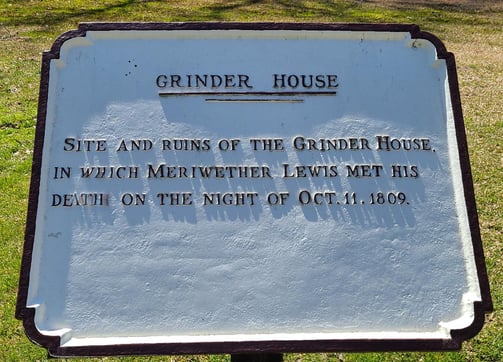 GRINDER HOUSE
SITE AND RUINS OF THE GRINDER HOUSE,
IN WHICH MERIWETHER LEWIS MET HIS
DEATH ON THE NIGHT OF OCT. 11. 1809.